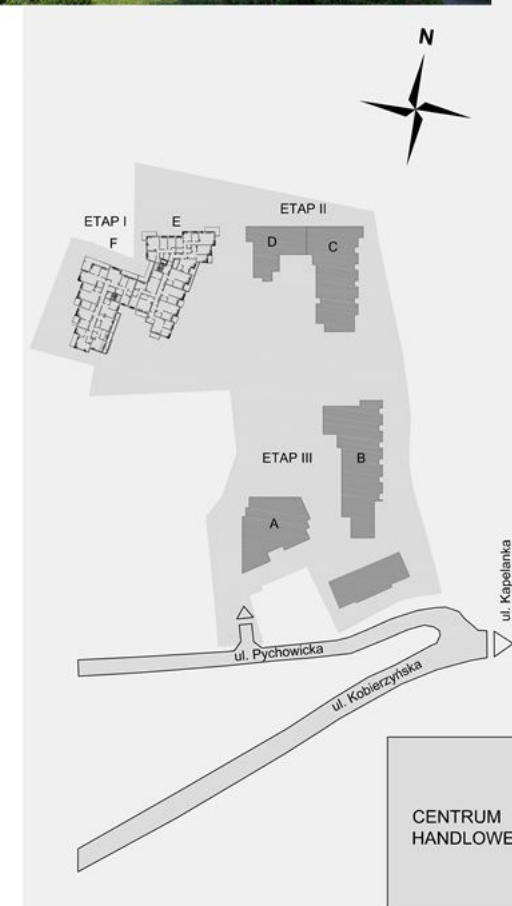 N
ETAP I
E
F
ETAP II
D
C
ETAP III
B
A
ul. Kapelanka
ul. Pychowicka
ul. Kobierzyńska
CENTRUM
HANDLOWE